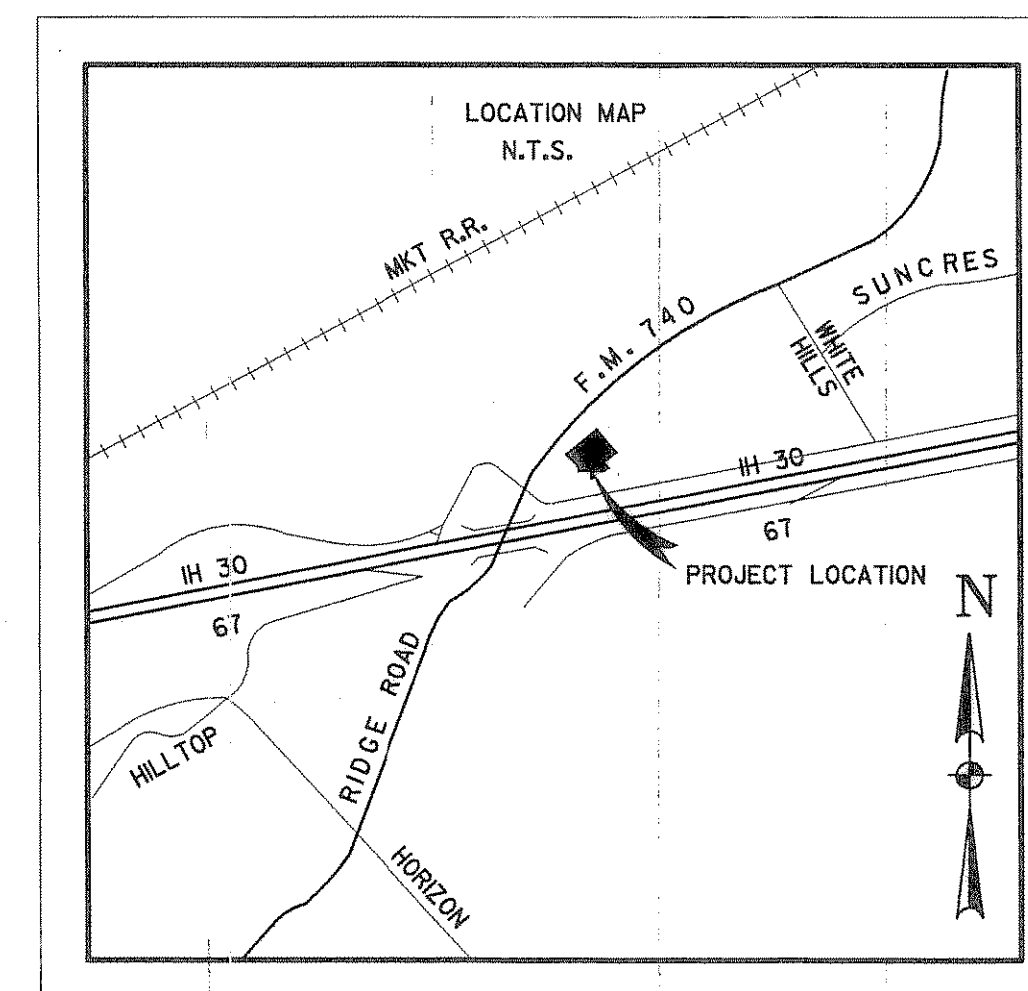 LOCATION MAP
N.T.S.
MKT R.R.
F.M. 740
SUNCRES
WHITE
HILLS
IH 30
67
PROJECT LOCATION
IH 30
67
N
RIDGE ROAD
HILLTOP
HORIZON